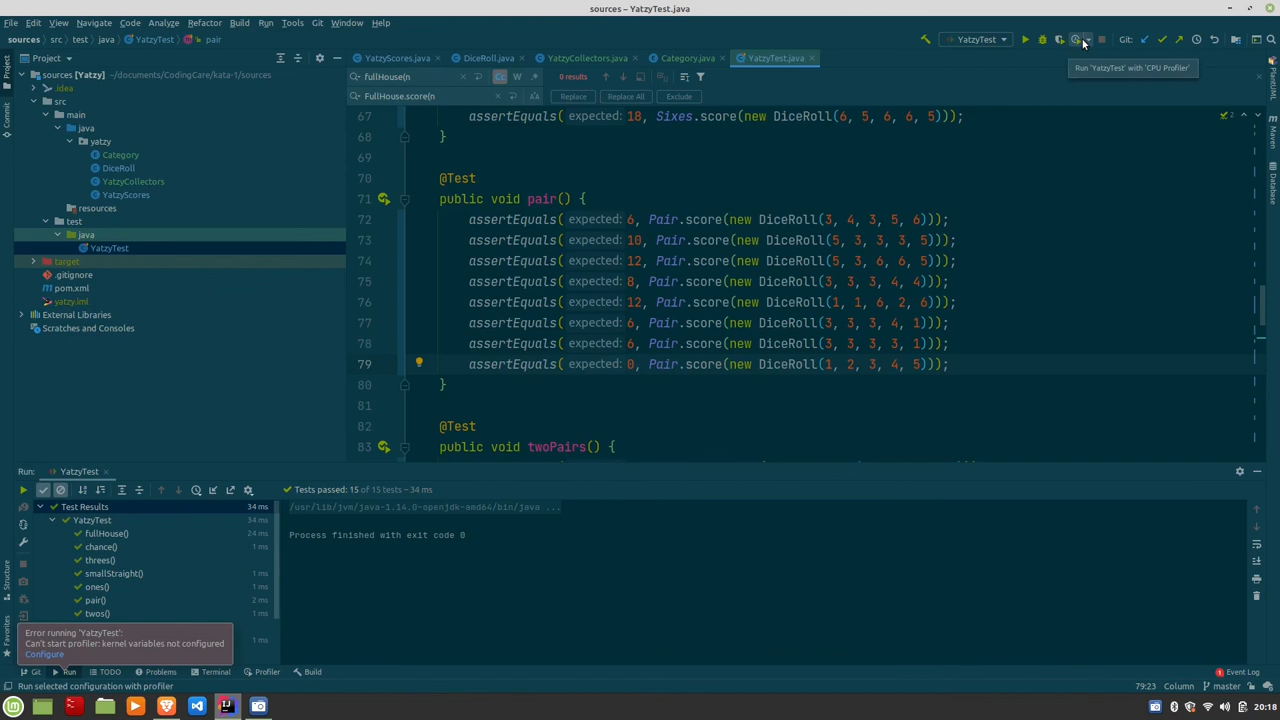 sources – YatzyTest.java
File Edit View Navigate Code Analyze Refactor Build Run Tools Git Window Help
sources src test java YatzyTest pair
YatzyTest
Git:
Run 'YatzyTest' with 'CPU Profiler'
Project
YatzyScores.java DiceRoll.java YatzyCollectors.java Category.java YatzyTest.java
sources [Yatzy] ~/documents/CodingCare/kata-1/sources
.idea
src
main
java
yatzy
Category
DiceRoll
YatzyCollectors
YatzyScores
resources
test
java
YatzyTest
target
.gitignore
pom.xml
yatzy.iml
External Libraries
Scratches and Consoles
fullHouse(n
Cc W .*
0 results
FullHouse.score(n
Replace Replace All Exclude
2
67 assertEquals( expected: 18, Sixes.score(new DiceRoll(6, 5, 6, 6, 5)));
68 }
69
70 @Test
71 public void pair() {
72 assertEquals( expected: 6, Pair.score(new DiceRoll(3, 4, 3, 5, 6)));
73 assertEquals( expected: 10, Pair.score(new DiceRoll(5, 3, 3, 3, 5)));
74 assertEquals( expected: 12, Pair.score(new DiceRoll(5, 3, 6, 6, 5)));
75 assertEquals( expected: 8, Pair.score(new DiceRoll(3, 3, 3, 4, 4)));
76 assertEquals( expected: 12, Pair.score(new DiceRoll(1, 1, 6, 2, 6)));
77 assertEquals( expected: 6, Pair.score(new DiceRoll(3, 3, 3, 4, 1)));
78 assertEquals( expected: 6, Pair.score(new DiceRoll(3, 3, 3, 3, 1)));
79 assertEquals( expected: 0, Pair.score(new DiceRoll(1, 2, 3, 4, 5)));
80 }
81
82 @Test
83 public void twoPairs() {
Project
Commit
Structure
Favorites
PlantUML
Maven
Database
Run: YatzyTest
Tests passed: 15 of 15 tests – 34 ms
Test Results 34 ms
YatzyTest 34 ms
fullHouse() 24 ms
chance() 1 ms
threes()
smallStraight() 1 ms
ones() 1 ms
pair() 2 ms
twos() 1 ms
1 ms
/usr/lib/jvm/java-1.14.0-openjdk-amd64/bin/java ...
Process finished with exit code 0
Error running 'YatzyTest':
Can't start profiler: kernel variables not configured
Configure
Git Run TODO Problems Terminal Profiler Build
1 Event Log
Run selected configuration with profiler
79:23 Column master
20:18